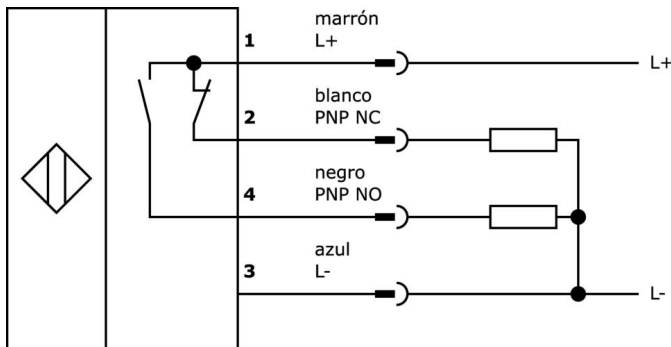 marrón
1 L+ L+
blanco
2 PNP NC
negro
4 PNP NO
azul
3 L- L-